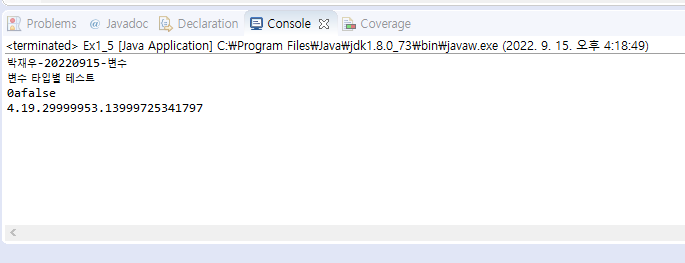 Problems @ Javadoc Declaration Console Coverage
<terminated> Ex1_5 [Java Application] C:₩Program Files₩Java₩jdk1.8.0_73₩bin₩javaw.exe (2022. 9. 15. 오후 4:18:49)
박재우-20220915-변수
변수 타입별 테스트
0afalse
4.19.29999953.13999725341797